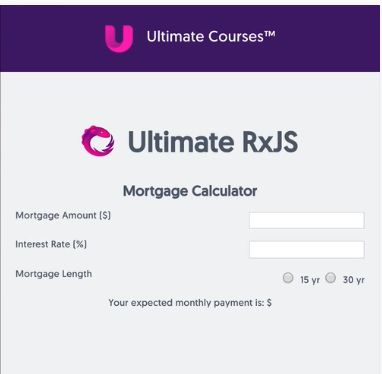 Ultimate Courses™
Ultimate RxJS
Mortgage Calculator
Mortgage Amount ($)
Interest Rate (%)
Mortgage Length 15 yr 30 yr
Your expected monthly payment is: $